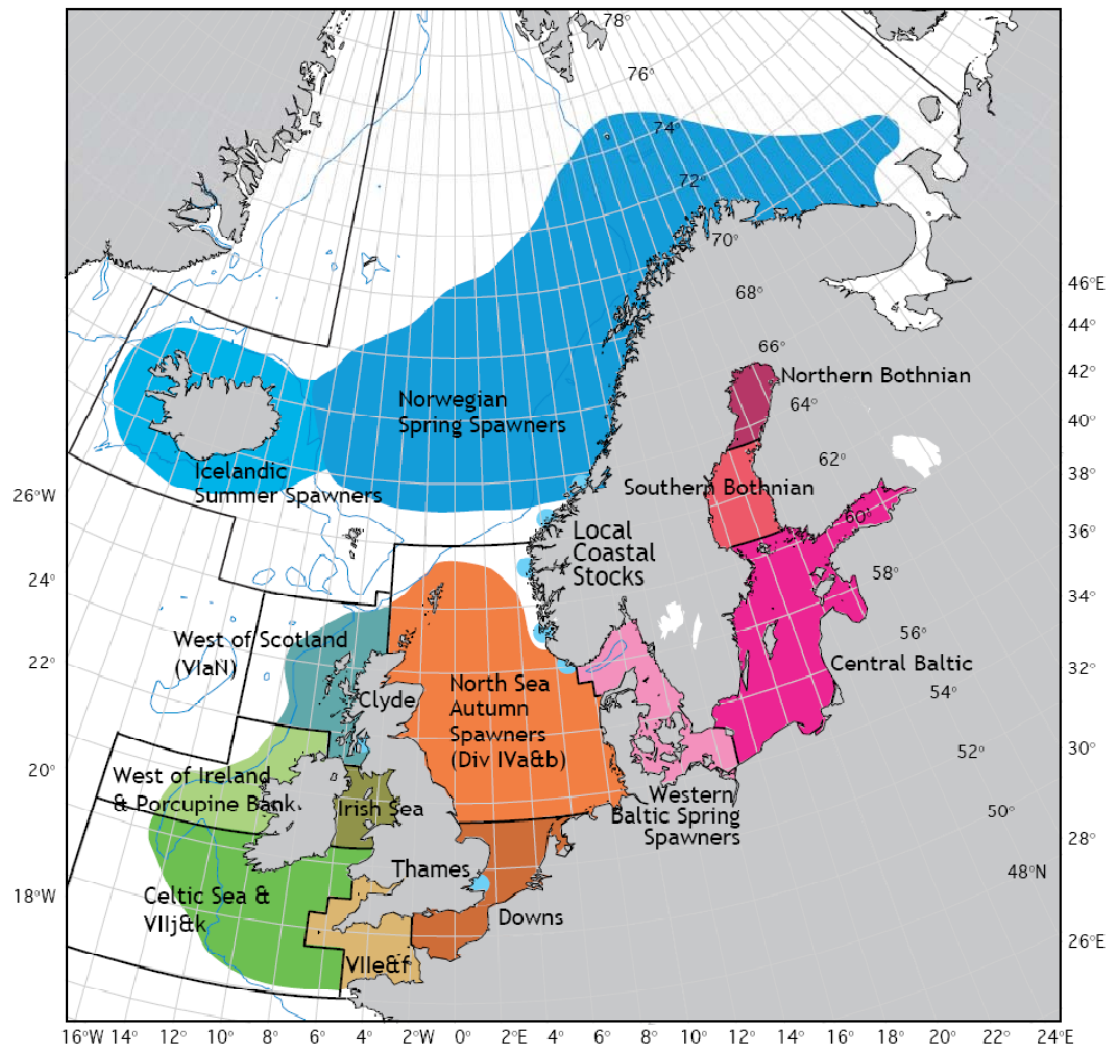 78°
76°
74°
72°
70°
68°
66°
64°
62°
60°
58°
56°
54°
52°
50°
48°N
46°E
44°E
42°E
40°E
38°E
36°E
34°E
32°E
30°E
28°E
26°E
Northern Bothnian
Norwegian
Spring Spawners
Icelandic
Summer Spawners
Southern Bothnian
Local
Coastal
Stocks
West of Scotland
(VIaN)
Clyde
North Sea
Autumn
Spawners
(Div IVa&b)
Central Baltic
West of Ireland
& Porcupine Bank
Irish Sea
Western
Baltic Spring
Spawners
Thames
Celtic Sea &
VIIj&k
Downs
VIIe&f
26°W
24°W
22°W
20°W
18°W
16°W
12°
10°
8°
6°
4°
2°W
0°
2°E
4°E
6°E
8°E
10°E
12°E
14°E
16°E
18°E
20°E
22°E
24°E